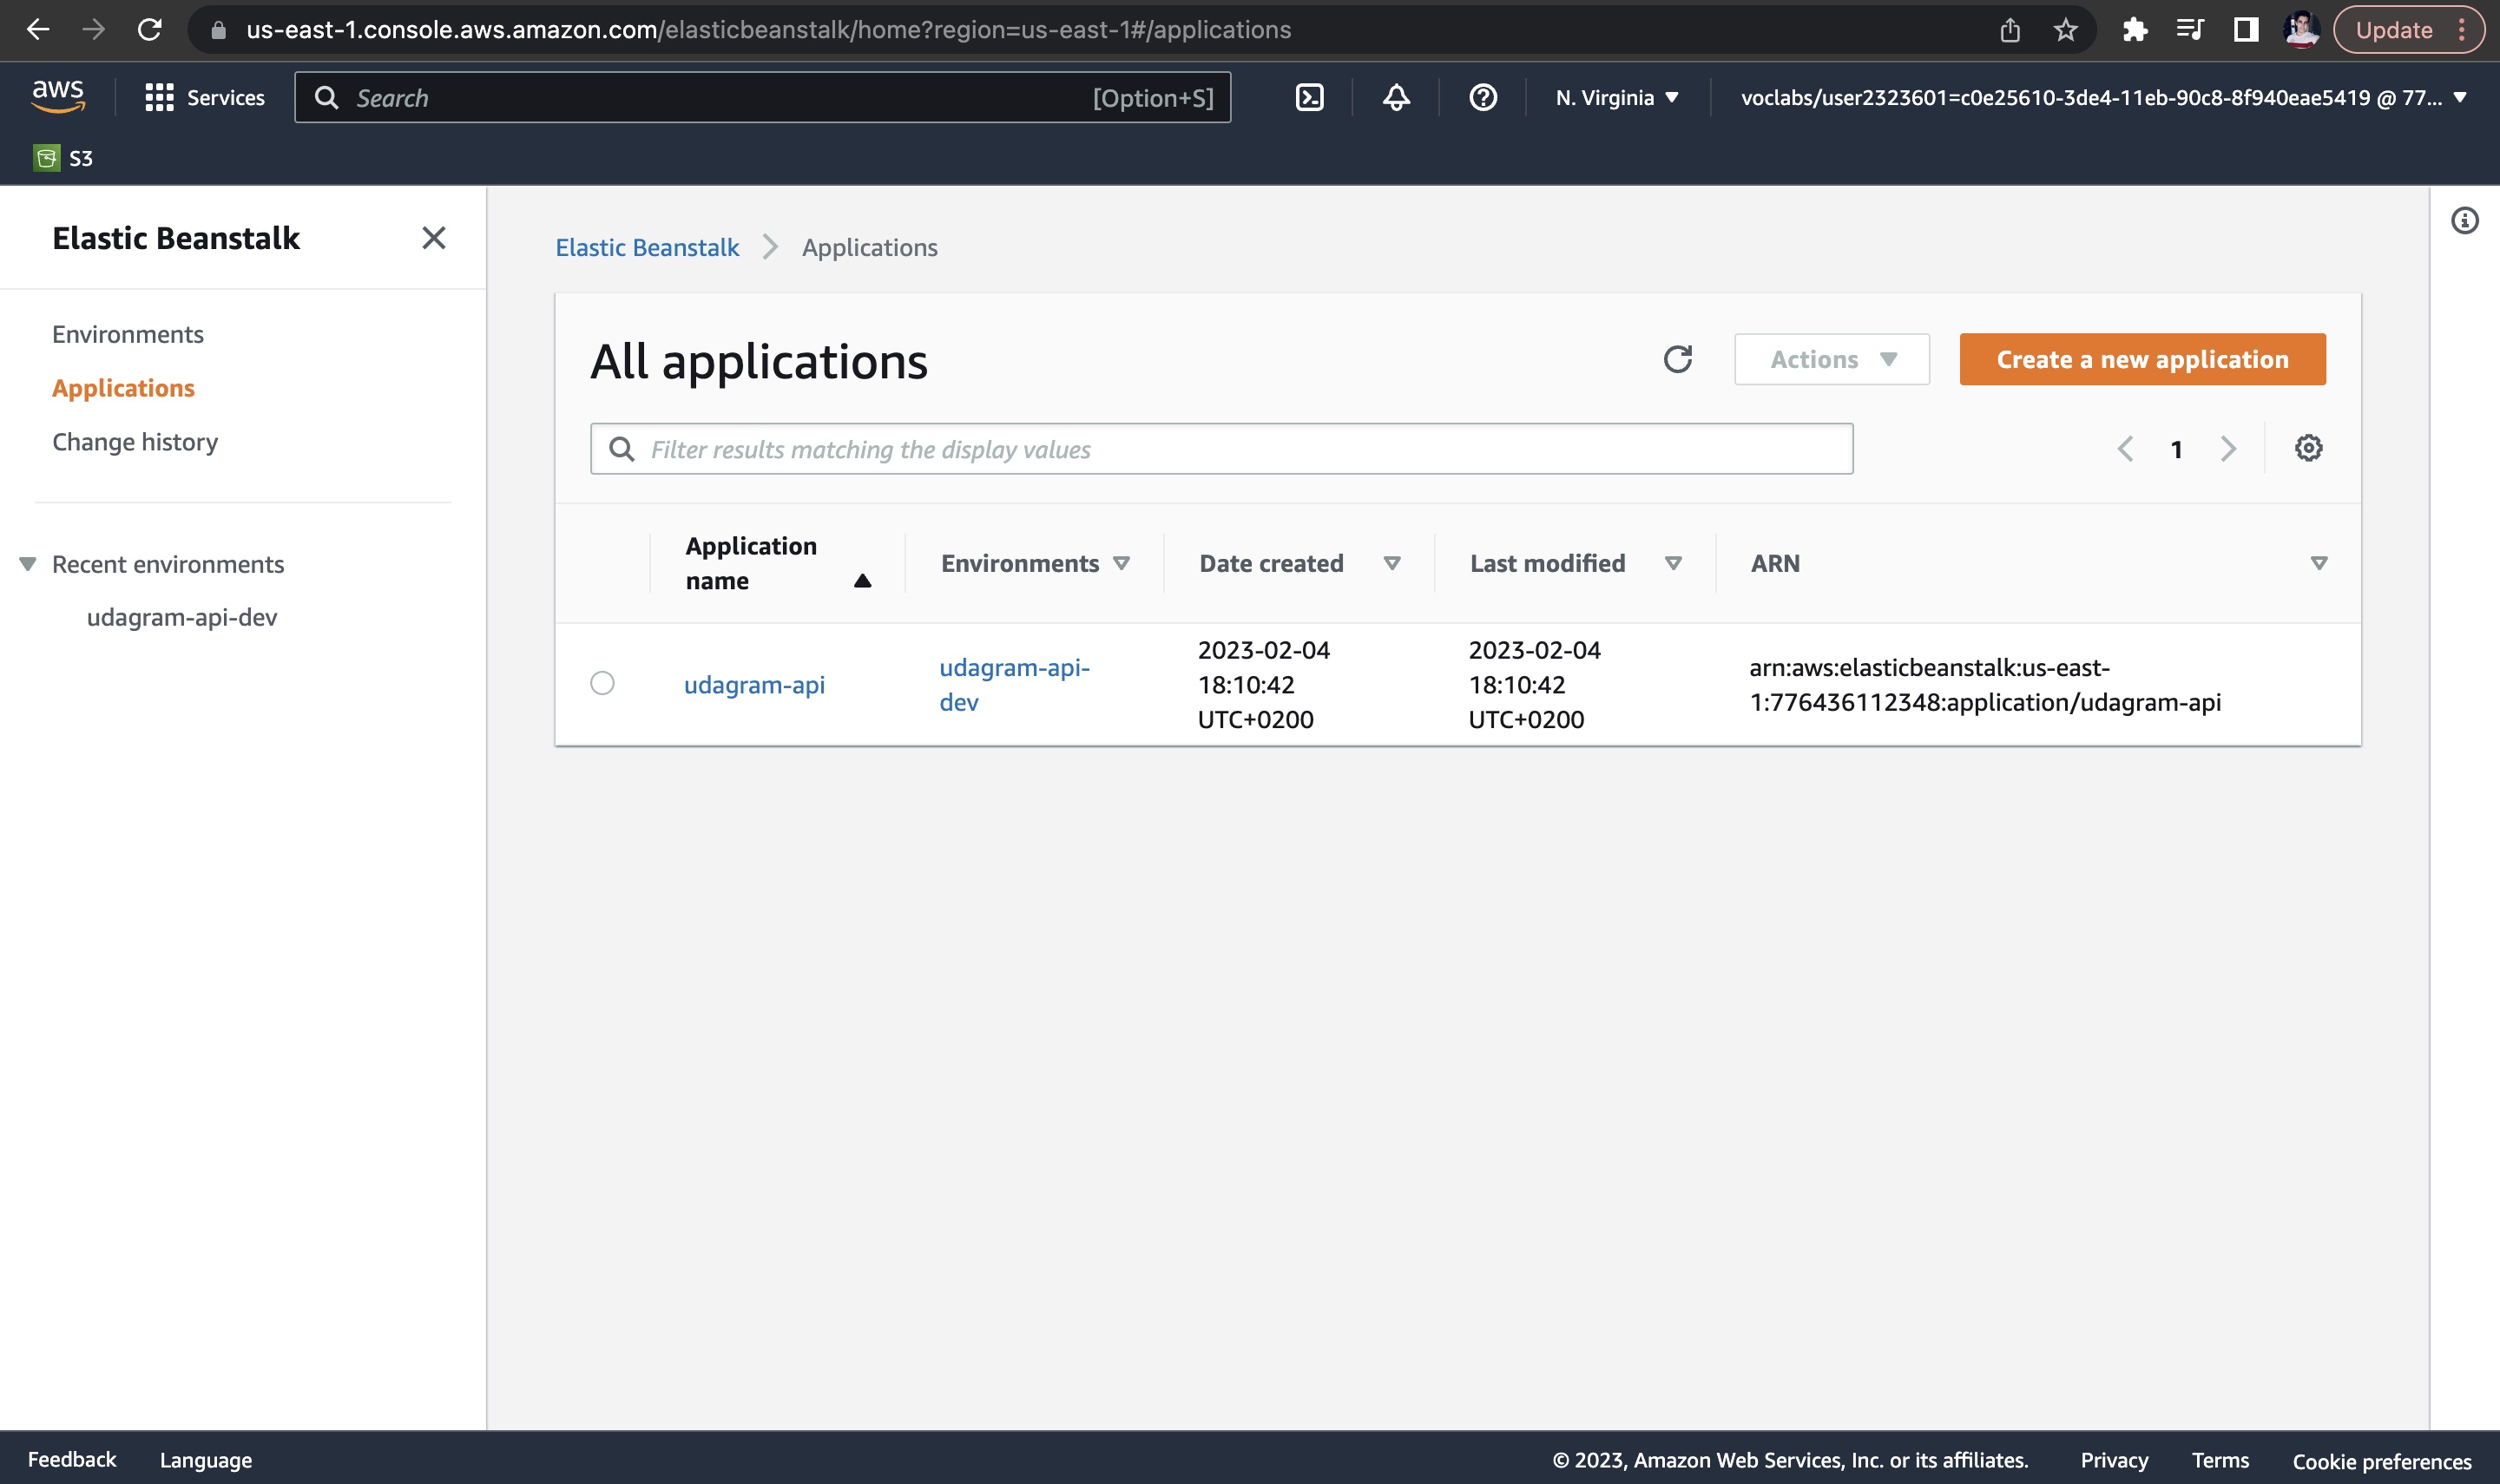 us-east-1.console.aws.amazon.com/elasticbeanstalk/home?region=us-east-1#/applications
Update
aws
Services
Search
[Option+S]
N. Virginia
voclabs/user2323601=c0e25610-3de4-11eb-90c8-8f940eae5419 @ 77...
S3
Elastic Beanstalk
Environments
Applications
Change history
Recent environments
udagram-api-dev
Elastic Beanstalk
Applications
All applications
Actions
Create a new application
Filter results matching the display values
1
Application
name
Environments
Date created
Last modified
ARN
udagram-api
udagram-api-
dev
2023-02-04
18:10:42
UTC+0200
2023-02-04
18:10:42
UTC+0200
arn:aws:elasticbeanstalk:us-east-
1:776436112348:application/udagram-api
Feedback
Language
© 2023, Amazon Web Services, Inc. or its affiliates.
Privacy
Terms
Cookie preferences